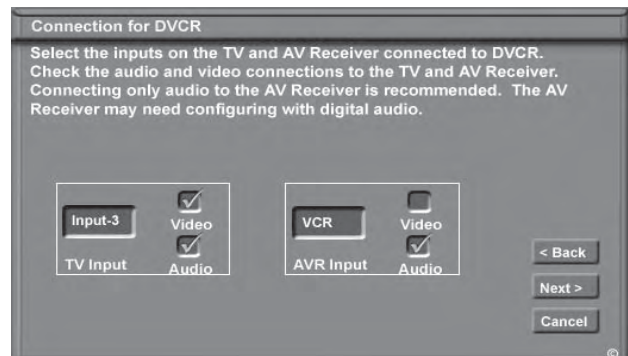 Connection for DVCR
Select the inputs on the TV and AV Receiver connected to DVCR.
Check the audio and video connections to the TV and AV Receiver.
Connecting only audio to the AV Receiver is recommended. The AV
Receiver may need configuring with digital audio.
Input-3
Video
TV Input
Audio
VCR
Video
AVR Input
Audio
< Back
Next >
Cancel
©